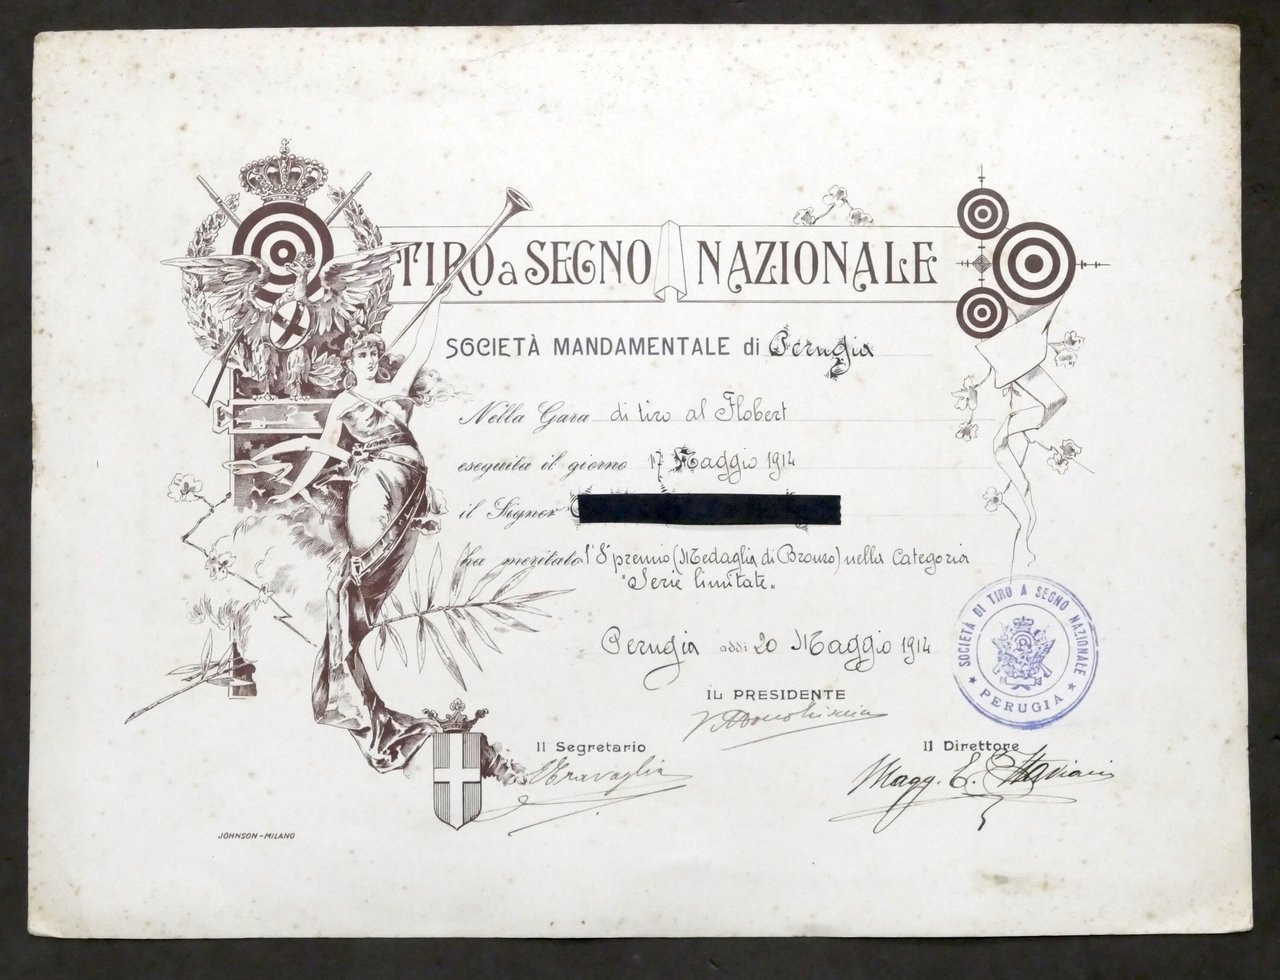 TIRO a SEGNO NAZIONALE
SOCIETÀ MANDAMENTALE di Perugia
Nella Gara di tiro al Flobert
eseguita il giorno 17 Maggio 1914
il Signor
ha meritato l'8° premio (Medaglia di Bronzo) nella Categoria
"Serie limitate"
Perugia addì 20 Maggio 1914
SOCIETÀ DI TIRO A SEGNO NAZIONALE
★ PERUGIA ★
IL PRESIDENTE
Il Segretario
Il Direttore
Travaglia
Magg. E.
JOHNSON-MILANO